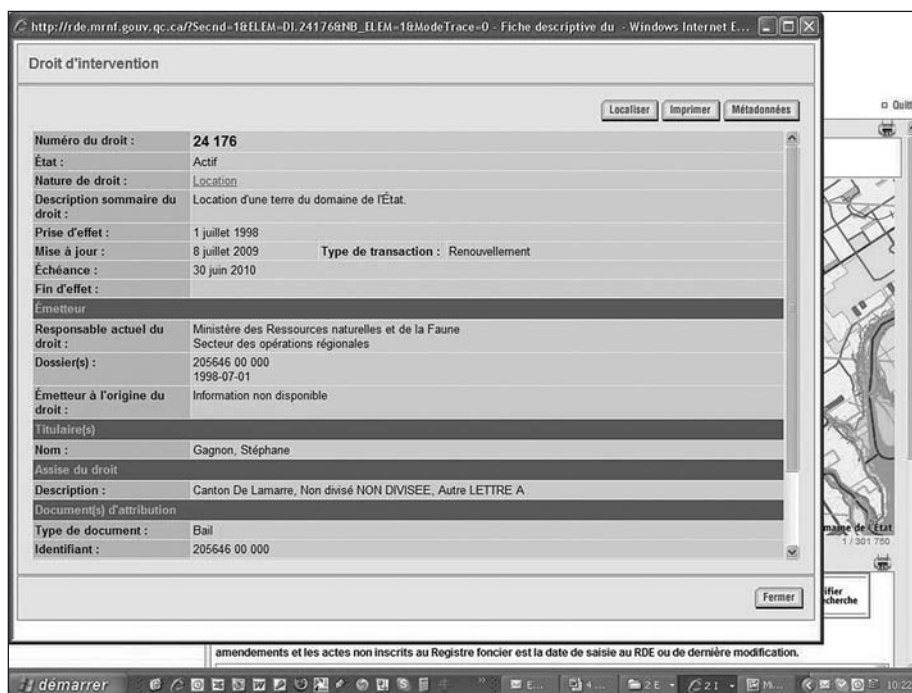 http://rde.mrnf.gouv.qc.ca/?Secnd=1&ELEM=DI.24176&NB_ELEM=1&ModeTrace=0 - Fiche descriptive du - Windows Internet E...
Droit d'intervention
Localiser Imprimer Métadonnées
Numéro du droit : 24 176
État : Actif
Nature de droit : Location
Description sommaire du droit : Location d'une terre du domaine de l'État.
Prise d'effet : 1 juillet 1998
Mise à jour : 8 juillet 2009 Type de transaction : Renouvellement
Échéance : 30 juin 2010
Fin d'effet :
Émetteur
Responsable actuel du droit : Ministère des Ressources naturelles et de la Faune
Secteur des opérations régionales
Dossier(s) : 205646 00 000
1998-07-01
Émetteur à l'origine du droit : Information non disponible
Titulaire(s)
Nom : Gagnon, Stéphane
Assise du droit
Description : Canton De Lamarre, Non divisé NON DIVISEE, Autre LETTRE A
Document(s) d'attribution
Type de document : Bail
Identifiant : 205646 00 000
Fermer
Quitt
maine de l'État
1 / 301 760
ifier
echerche
amendements et les actes non inscrits au Registre foncier est la date de saisie au RDE ou de dernière modification.
démarrer
E...
4...
2 E
2 I
M...
10:22